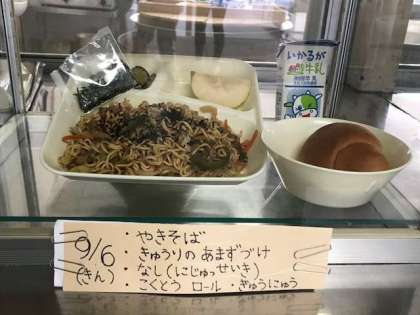 いかるが
牛乳
9/6
(きん)
・やきそば
・きゅうりの あまずづけ
・なし(にじゅっせいき)
・こくとう ロール ・ぎゅうにゅう